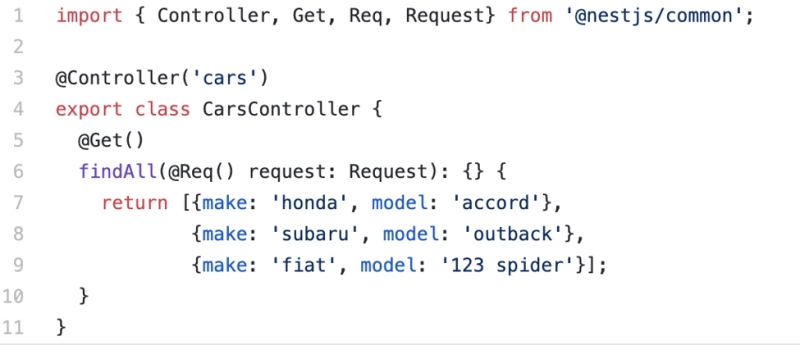 1 import { Controller, Get, Req, Request} from '@nestjs/common';
2
3 @Controller('cars')
4 export class CarsController {
5 @Get()
6 findAll(@Req() request: Request): {} {
7 return [{make: 'honda', model: 'accord'},
8 {make: 'subaru', model: 'outback'},
9 {make: 'fiat', model: '123 spider'}];
10 }
11 }